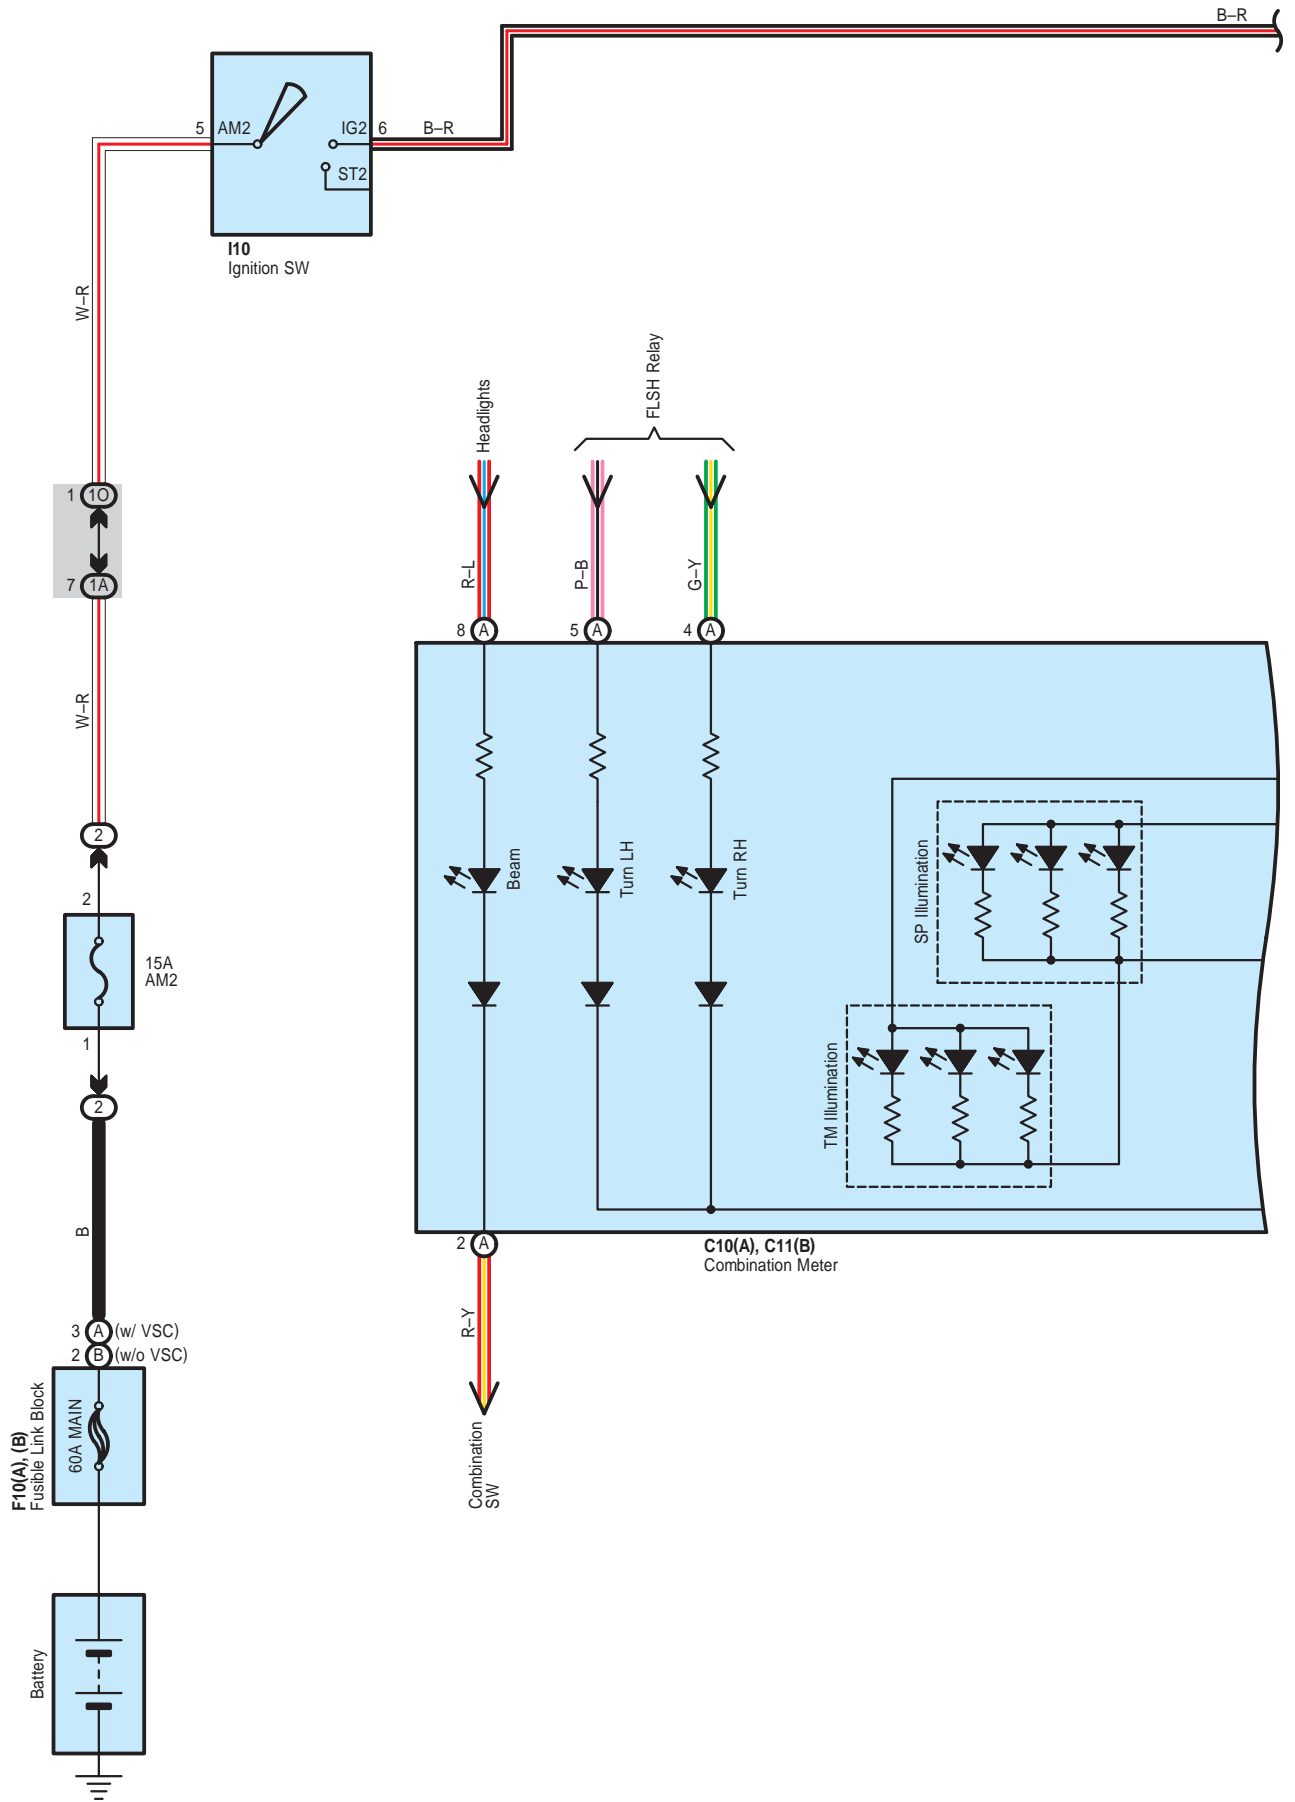 B–R
5
AM2
IG2
6
B–R
ST2
I10
Ignition SW
W–R
1
1O
7
1A
W–R
2
2
15A
AM2
1
2
B
3
A
(w/ VSC)
2
B
(w/o VSC)
60A MAIN
F10(A), (B)
Fusible Link Block
Battery
Headlights
FLSH Relay
R–L
P–B
G–Y
8
A
5
A
4
A
Beam
Turn LH
Turn RH
SP Illumination
TM Illumination
2
A
C10(A), C11(B)
Combination Meter
R–Y
Combination
SW